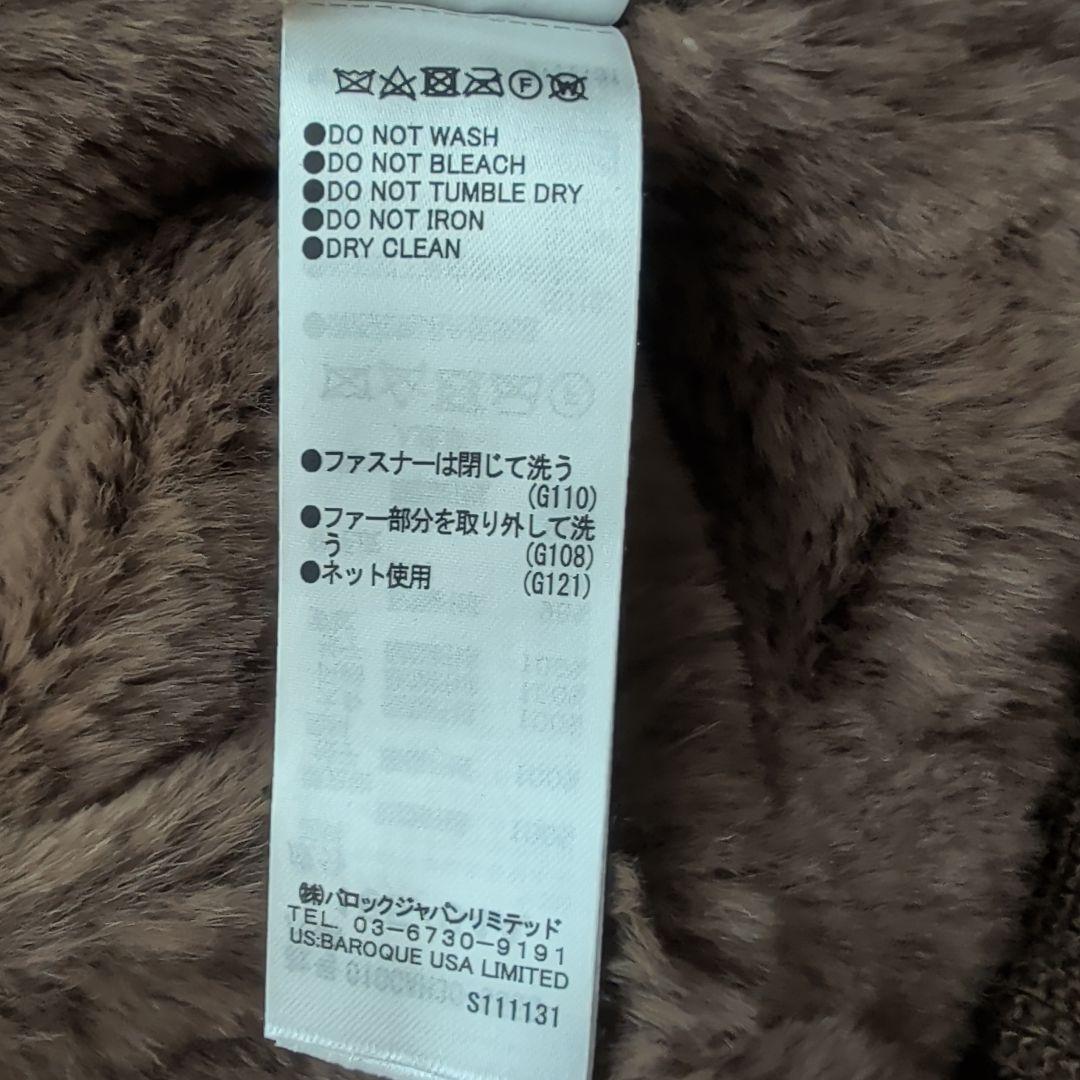 F W
●DO NOT WASH
●DO NOT BLEACH
●DO NOT TUMBLE DRY
●DO NOT IRON
●DRY CLEAN
●ファスナーは閉じて洗う
(G110)
●ファー部分を取り外して洗
う (G108)
●ネット使用 (G121)
㈱バロックジャパンリミテッド
TEL. 03-6730-9191
US:BAROQUE USA LIMITED
S111131